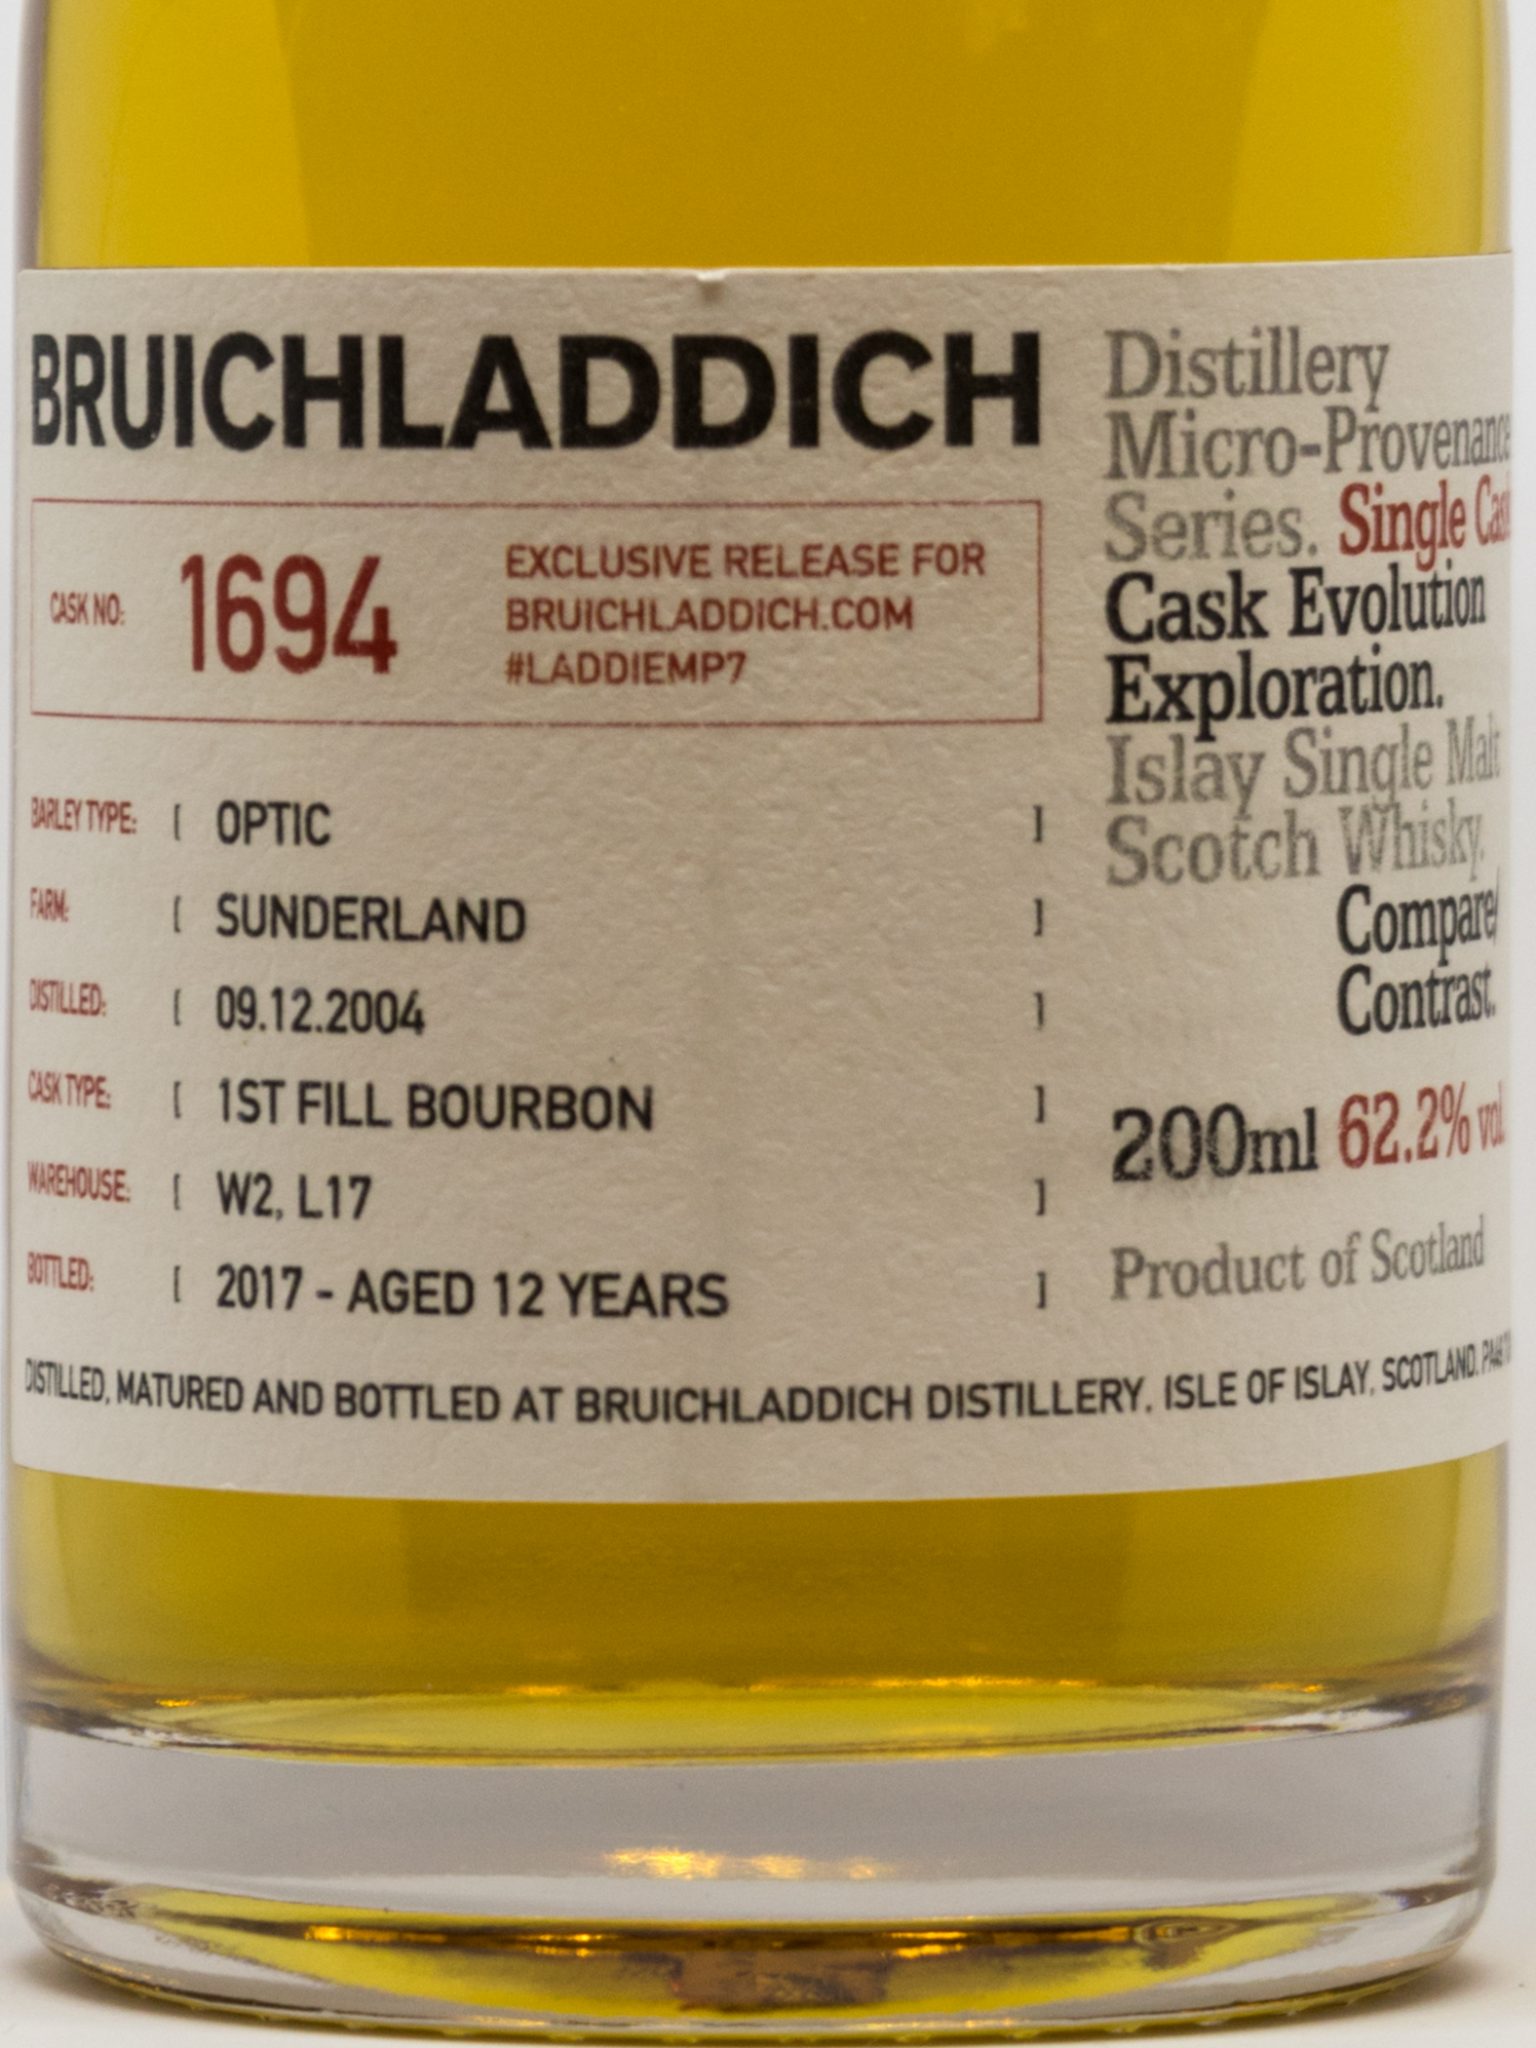 BRUICHLADDICH
CASK NO: 1694
EXCLUSIVE RELEASE FOR
BRUICHLADDICH.COM
#LADDIEMP7
BARLEY TYPE: [ OPTIC ]
FARM: [ SUNDERLAND ]
DISTILLED: [ 09.12.2004 ]
CASK TYPE: [ 1ST FILL BOURBON ]
WAREHOUSE: [ W2, L17 ]
BOTTLED: [ 2017 - AGED 12 YEARS ]
Distillery
Micro-Provenance
Series. Single Cask
Cask Evolution
Exploration.
Islay Single Malt
Scotch Whisky.
Compare/
Contrast.
200ml 62.2% vol.
Product of Scotland
DISTILLED, MATURED AND BOTTLED AT BRUICHLADDICH DISTILLERY, ISLE OF ISLAY, SCOTLAND.